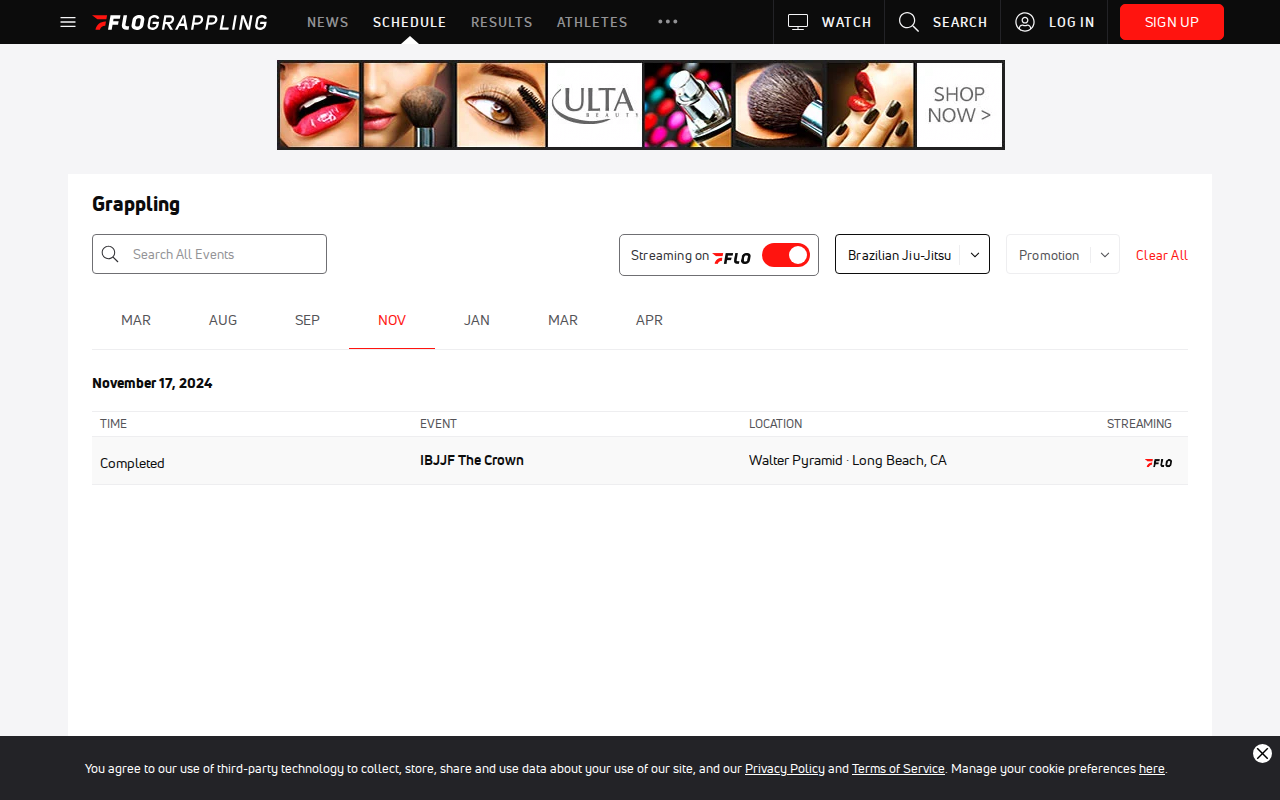 FLOGRAPPLING NEWS SCHEDULE RESULTS ATHLETES WATCH SEARCH LOG IN SIGN UP
ULTA
BEAUTY
SHOP
NOW >
Grappling
Search All Events
Streaming on FLO
Brazilian Jiu-Jitsu
Promotion
Clear All
MAR AUG SEP NOV JAN MAR APR
November 17, 2024
TIME EVENT LOCATION STREAMING
Completed IBJJF The Crown Walter Pyramid · Long Beach, CA FLO
You agree to our use of third-party technology to collect, store, share and use data about your use of our site, and our Privacy Policy and Terms of Service. Manage your cookie preferences here.